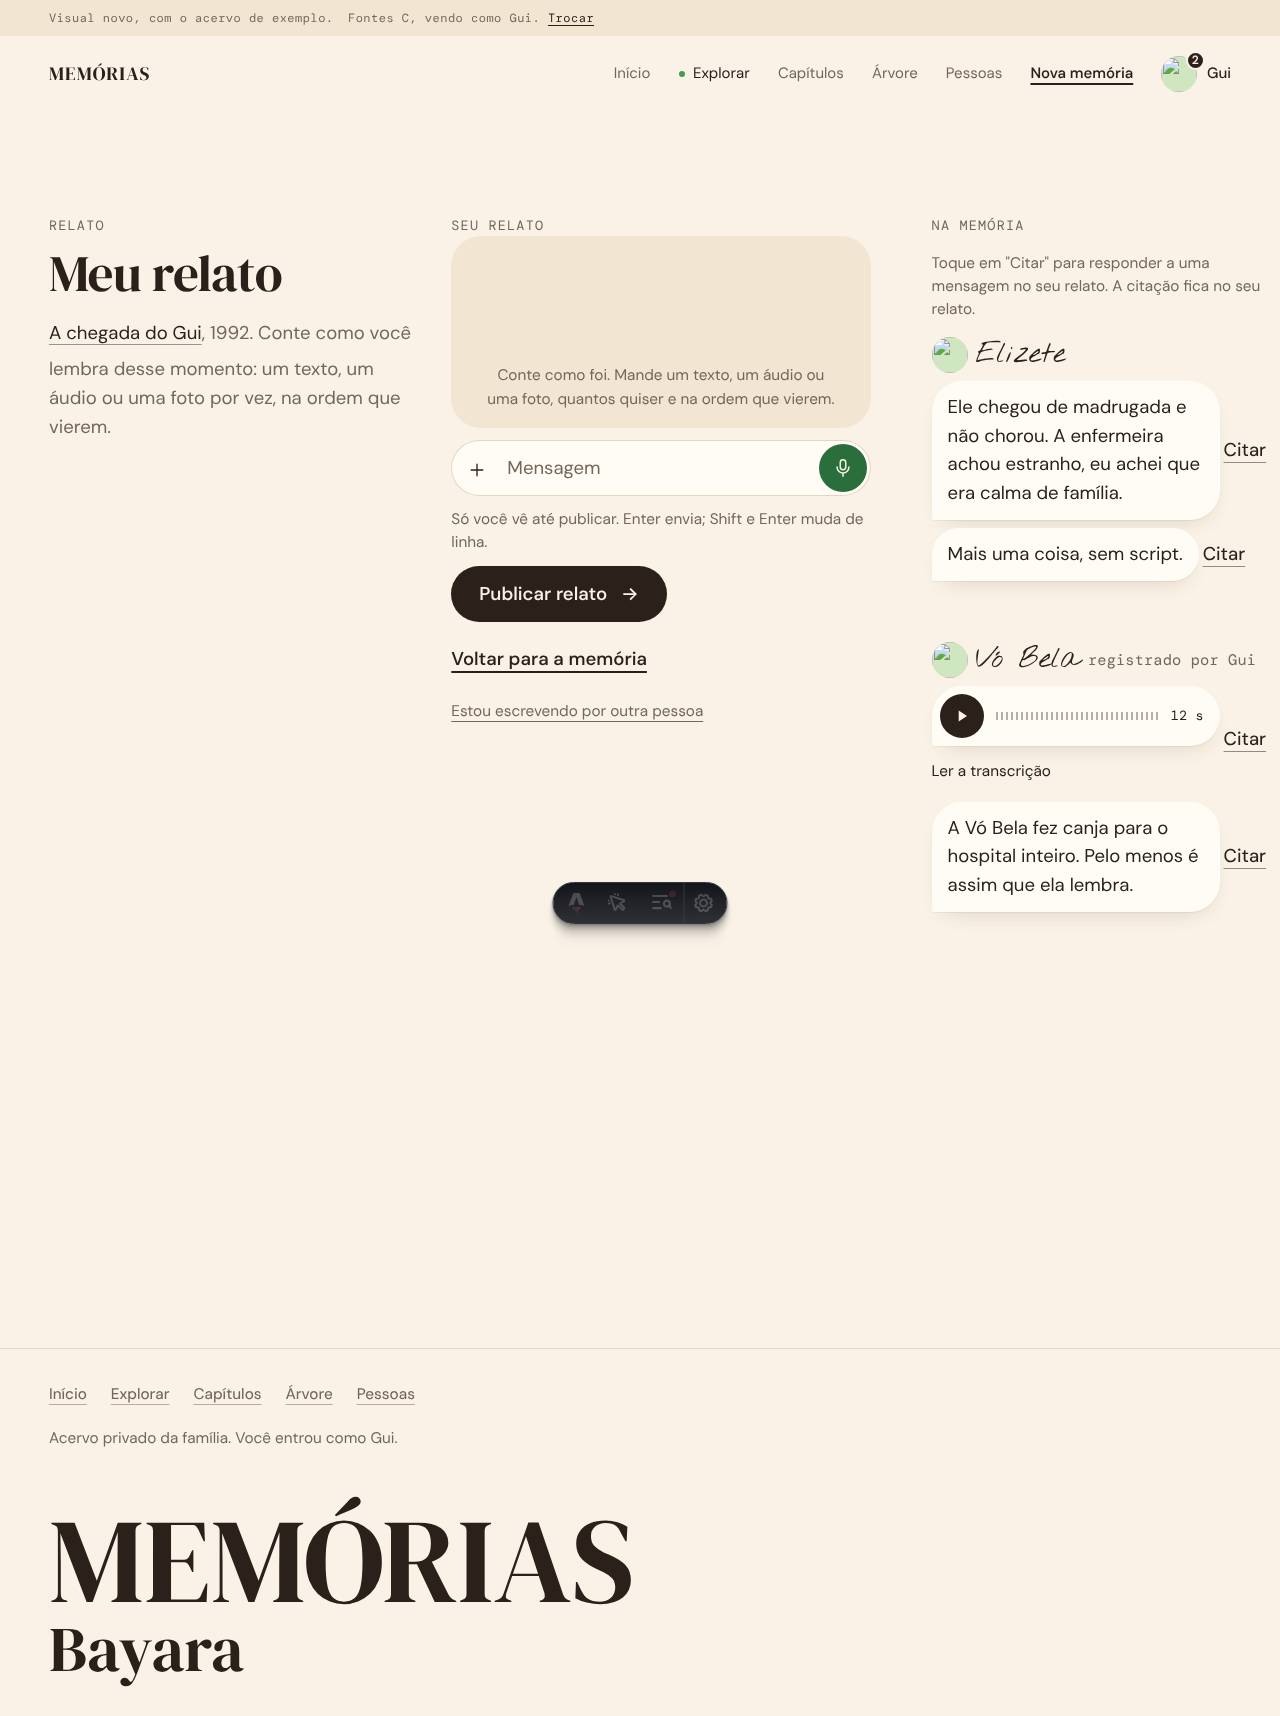 Visual novo, com o acervo de exemplo. Fontes C, vendo como Gui. Trocar
MEMÓRIAS
Início
Explorar
Capítulos
Árvore
Pessoas
Nova memória
2
Gui
RELATO
Meu relato
A chegada do Gui, 1992. Conte como você
lembra desse momento: um texto, um
áudio ou uma foto por vez, na ordem que
vierem.
SEU RELATO
Conte como foi. Mande um texto, um áudio ou
uma foto, quantos quiser e na ordem que vierem.
+ Mensagem
Só você vê até publicar. Enter envia; Shift e Enter muda de
linha.
Publicar relato →
Voltar para a memória
Estou escrevendo por outra pessoa
NA MEMÓRIA
Toque em "Citar" para responder a uma
mensagem no seu relato. A citação fica no seu
relato.
Elizete
Ele chegou de madrugada e
não chorou. A enfermeira
achou estranho, eu achei que
era calma de família.
Citar
Mais uma coisa, sem script.
Citar
Vó Bela registrado por Gui
12 s
Citar
Ler a transcrição
A Vó Bela fez canja para o
hospital inteiro. Pelo menos é
assim que ela lembra.
Citar
Início
Explorar
Capítulos
Árvore
Pessoas
Acervo privado da família. Você entrou como Gui.
MEMÓRIAS
Bayara